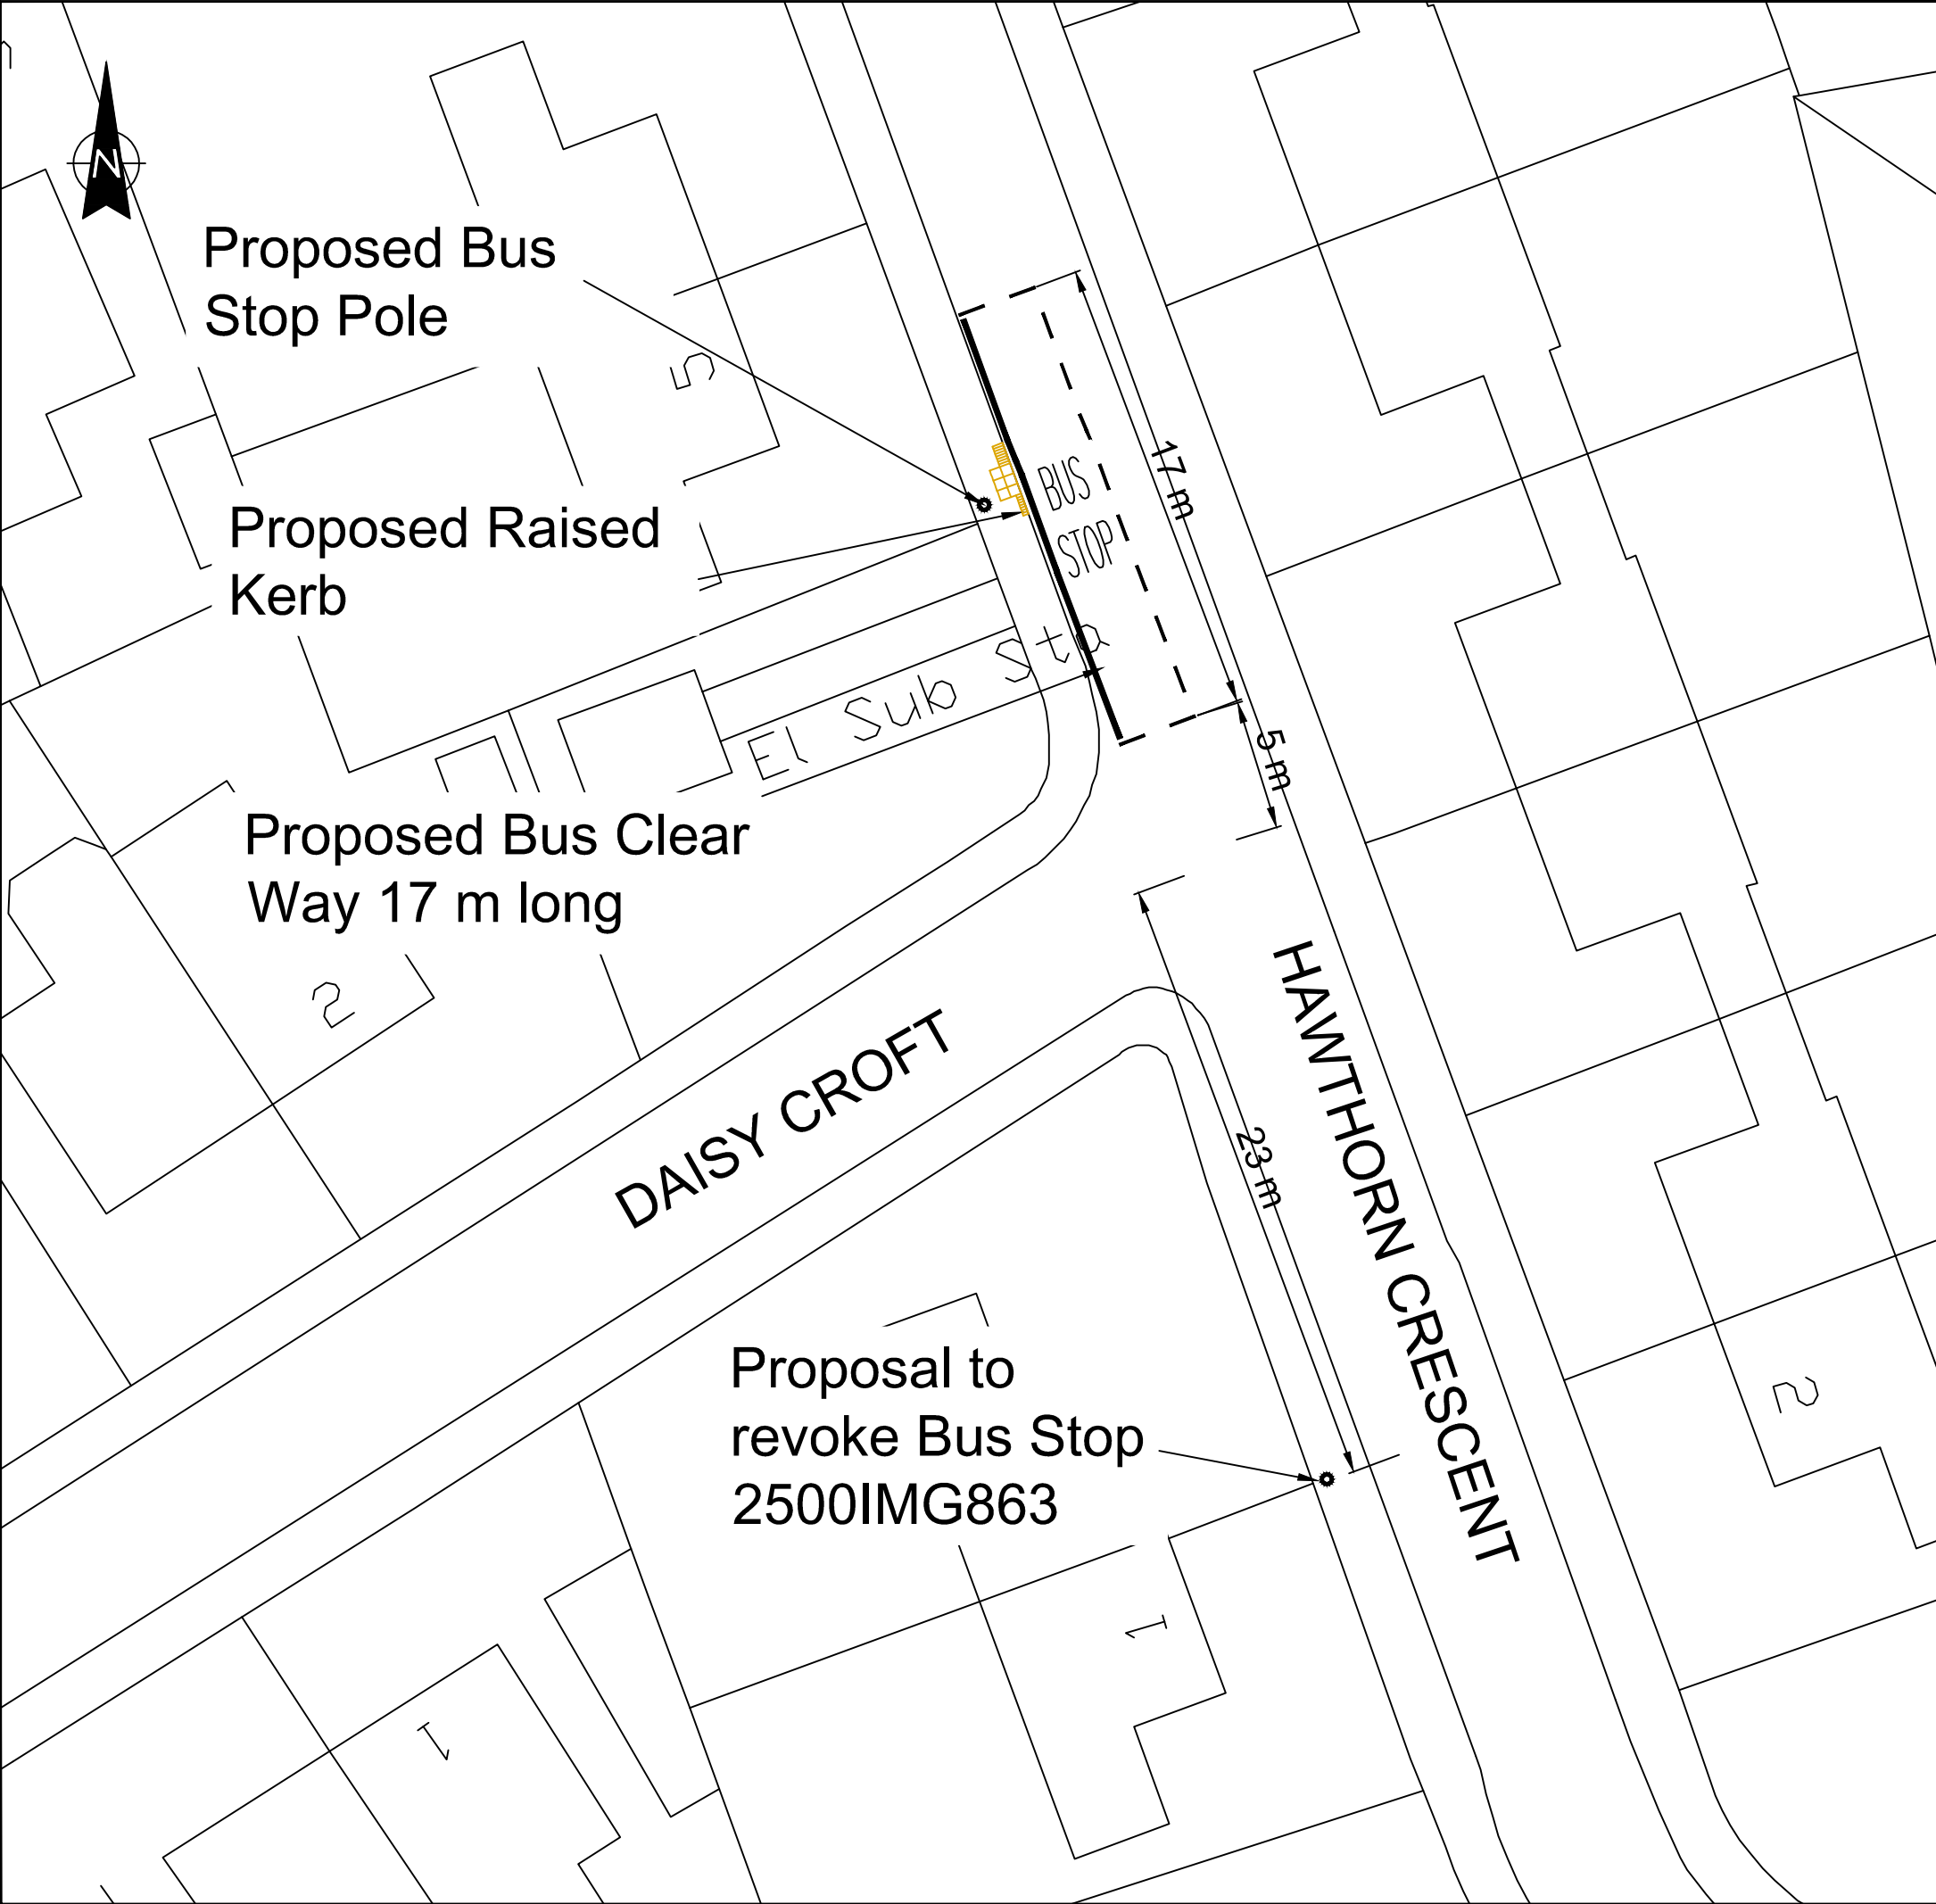 N
Proposed Bus
Stop Pole
5
17 m
BUS
STOP
Proposed Raised
Kerb
El Sub Sta
5 m
Proposed Bus Clear
Way 17 m long
2
HAWTHORN CRESCENT
DAISY CROFT
23m
Proposal to
revoke Bus Stop
2500IMG863
2
1
1